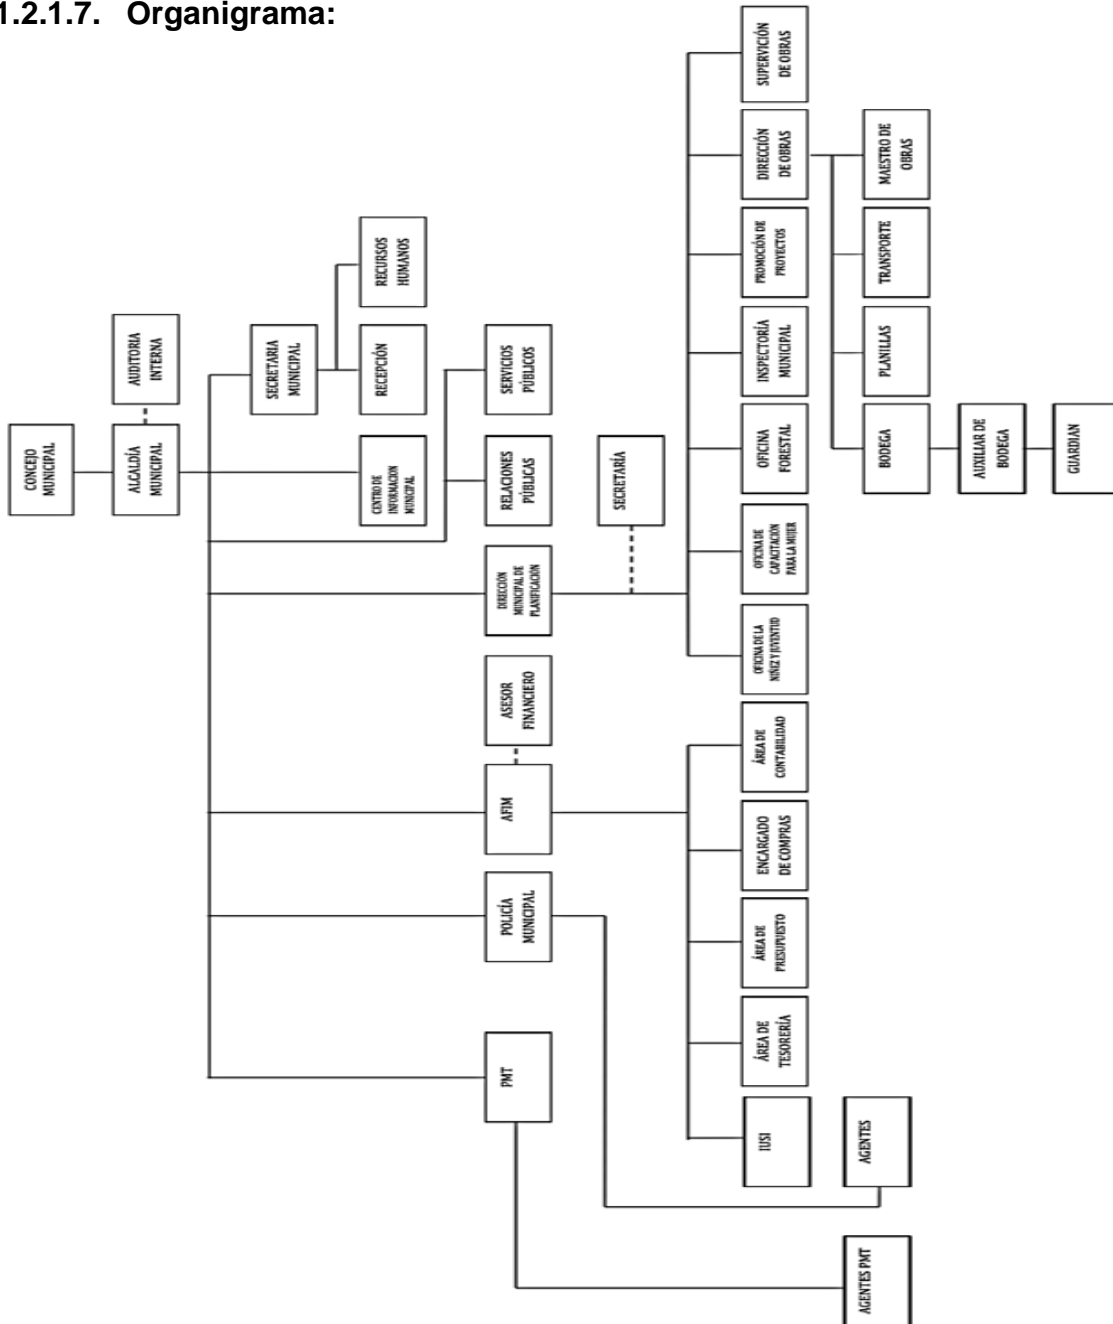 1.2.1.7. Organigrama:
CONCEJO
MUNICIPAL
ALCALDÍA
MUNICIPAL
AUDITORIA
INTERNA
SECRETARIA
MUNICIPAL
CENTRO DE
INFORMACION
MUNICIPAL
RECEPCIÓN
RECURSOS
HUMANOS
PMT
POLICÍA
MUNICIPAL
AFIM
ASESOR
FINANCIERO
DIRECCIÓN
MUNICIPAL DE
PLANIFICACIÓN
RELACIONES
PÚBLICAS
SERVICIOS
PÚBLICOS
SECRETARÍA
IUSI
ÁREA DE
TESORERÍA
ÁREA DE
PRESUPUESTO
ENCARGADO
DE COMPRAS
ÁREA DE
CONTABILIDAD
OFICINA DE LA
NIÑEZ Y JUVENTUD
OFICINA DE
CAPACITACIÓN
PARA LA MUJER
OFICINA
FORESTAL
INSPECTORÍA
MUNICIPAL
PROMOCIÓN DE
PROYECTOS
DIRECCIÓN
DE OBRAS
SUPERVICIÓN
DE OBRAS
AGENTES PMT
AGENTES
BODEGA
PLANILLAS
TRANSPORTE
MAESTRO DE
OBRAS
AUXILIAR DE
BODEGA
GUARDIAN